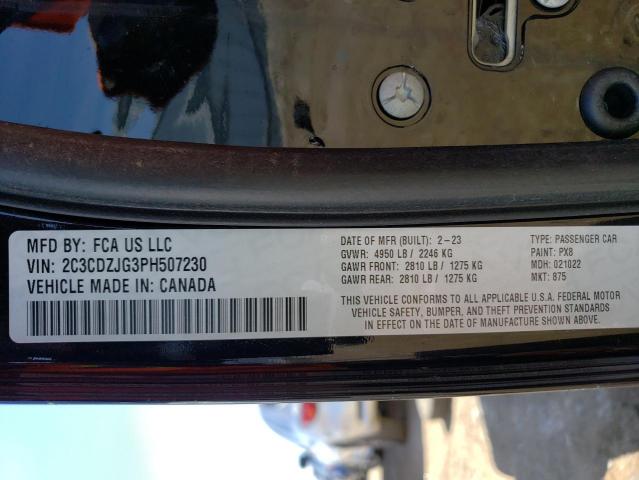 MFD BY: FCA US LLC
VIN: 2C3CDZJG3PH507230
VEHICLE MADE IN: CANADA
DATE OF MFR (BUILT): 2-23
GVWR: 4950 LB / 2246 KG
GAWR FRONT: 2810 LB / 1275 KG
GAWR REAR: 2810 LB / 1275 KG
TYPE: PASSENGER CAR
PAINT: PX8
MDH: 021022
MKT: 875
THIS VEHICLE CONFORMS TO ALL APPLICABLE U.S.A. FEDERAL MOTOR
VEHICLE SAFETY, BUMPER, AND THEFT PREVENTION STANDARDS
IN EFFECT ON THE DATE OF MANUFACTURE SHOWN ABOVE.